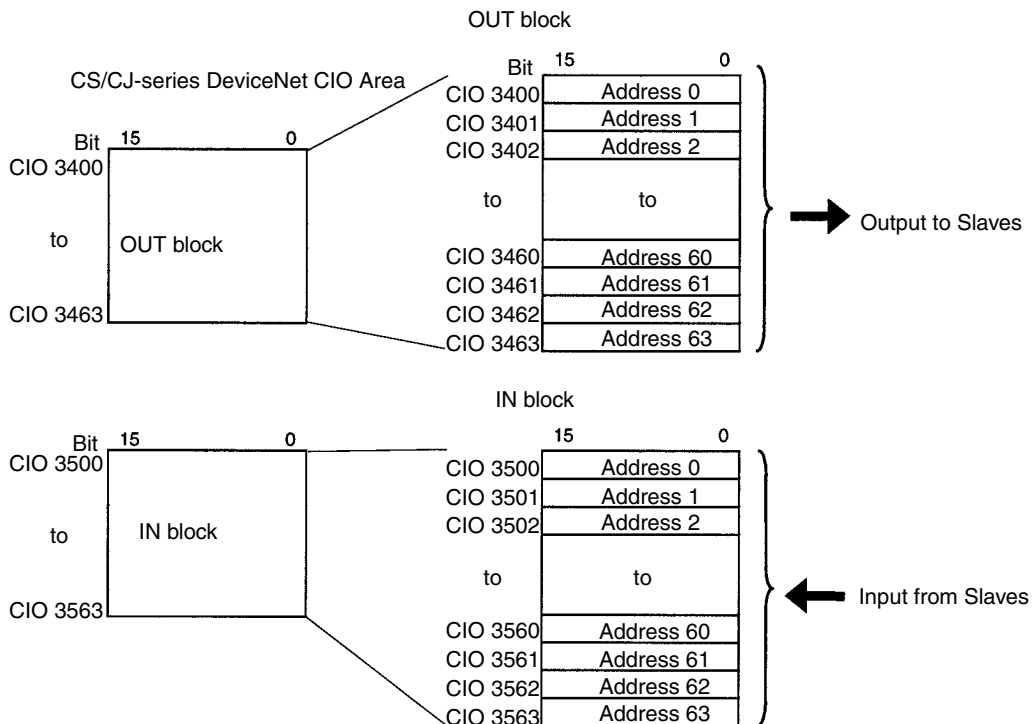 OUT block
CS/CJ-series DeviceNet CIO Area
Bit 15 0
CIO 3400
to
OUT block
CIO 3463
Bit 15 0
CIO 3400 Address 0
CIO 3401 Address 1
CIO 3402 Address 2
to to
CIO 3460 Address 60
CIO 3461 Address 61
CIO 3462 Address 62
CIO 3463 Address 63
Output to Slaves
IN block
Bit 15 0
CIO 3500
to
IN block
CIO 3563
15 0
CIO 3500 Address 0
CIO 3501 Address 1
CIO 3502 Address 2
to to
CIO 3560 Address 60
CIO 3561 Address 61
CIO 3562 Address 62
CIO 3563 Address 63
Input from Slaves